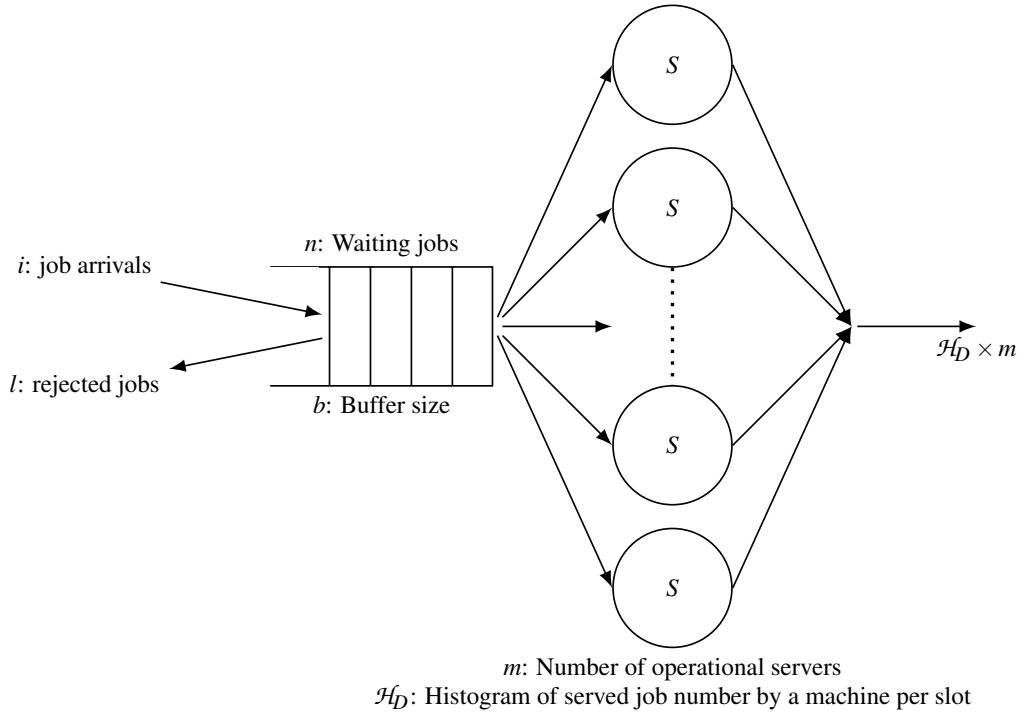 S
S
n: Waiting jobs
i: job arrivals
ℋ_D × m
l: rejected jobs
b: Buffer size
S
S
m: Number of operational servers
ℋ_D: Histogram of served job number by a machine per slot